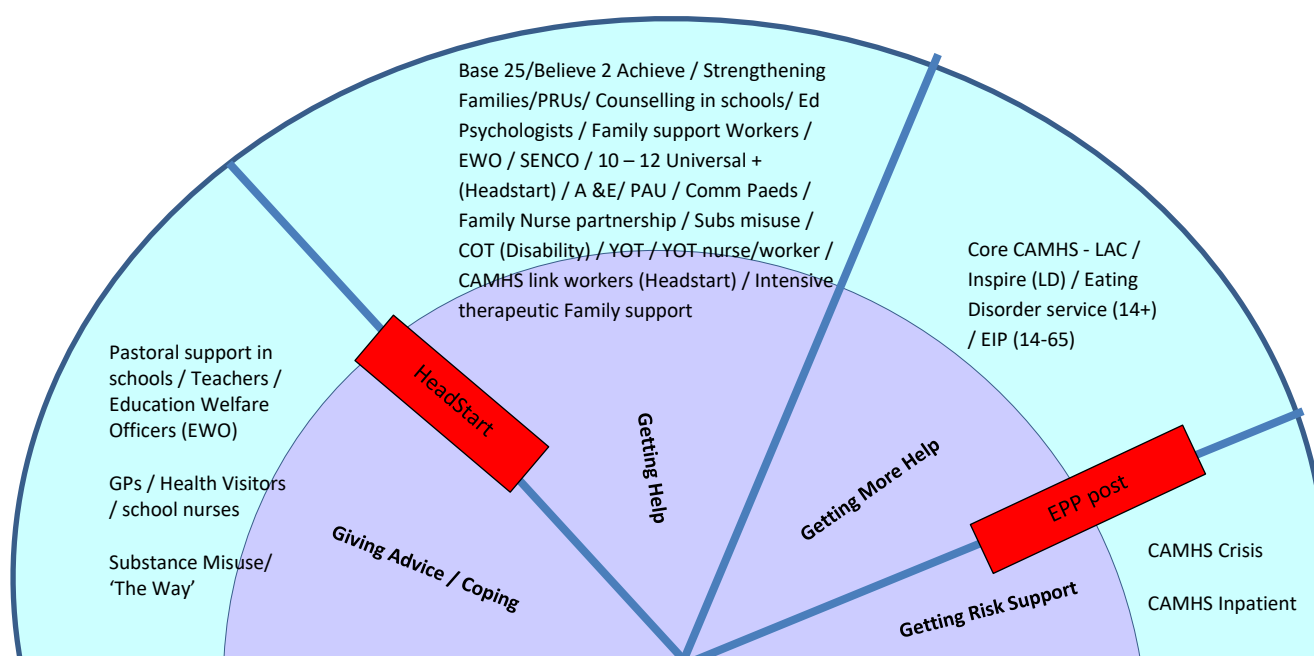 Base 25/Believe 2 Achieve / Strengthening
Families/PRUs/ Counselling in schools/ Ed
Psychologists / Family support Workers /
EWO / SENCO / 10 – 12 Universal +
(Headstart) / A &E/ PAU / Comm Paeds /
Family Nurse partnership / Subs misuse /
COT (Disability) / YOT / YOT nurse/worker /
CAMHS link workers (Headstart) / Intensive
therapeutic Family support
Core CAMHS - LAC /
Inspire (LD) / Eating
Disorder service (14+)
/ EIP (14-65)
Pastoral support in
schools / Teachers /
Education Welfare
Officers (EWO)
GPs / Health Visitors
/ school nurses
Substance Misuse/
‘The Way’
HeadStart
Giving Advice / Coping
Getting Help
Getting More Help
EPP post
Getting Risk Support
CAMHS Crisis
CAMHS Inpatient